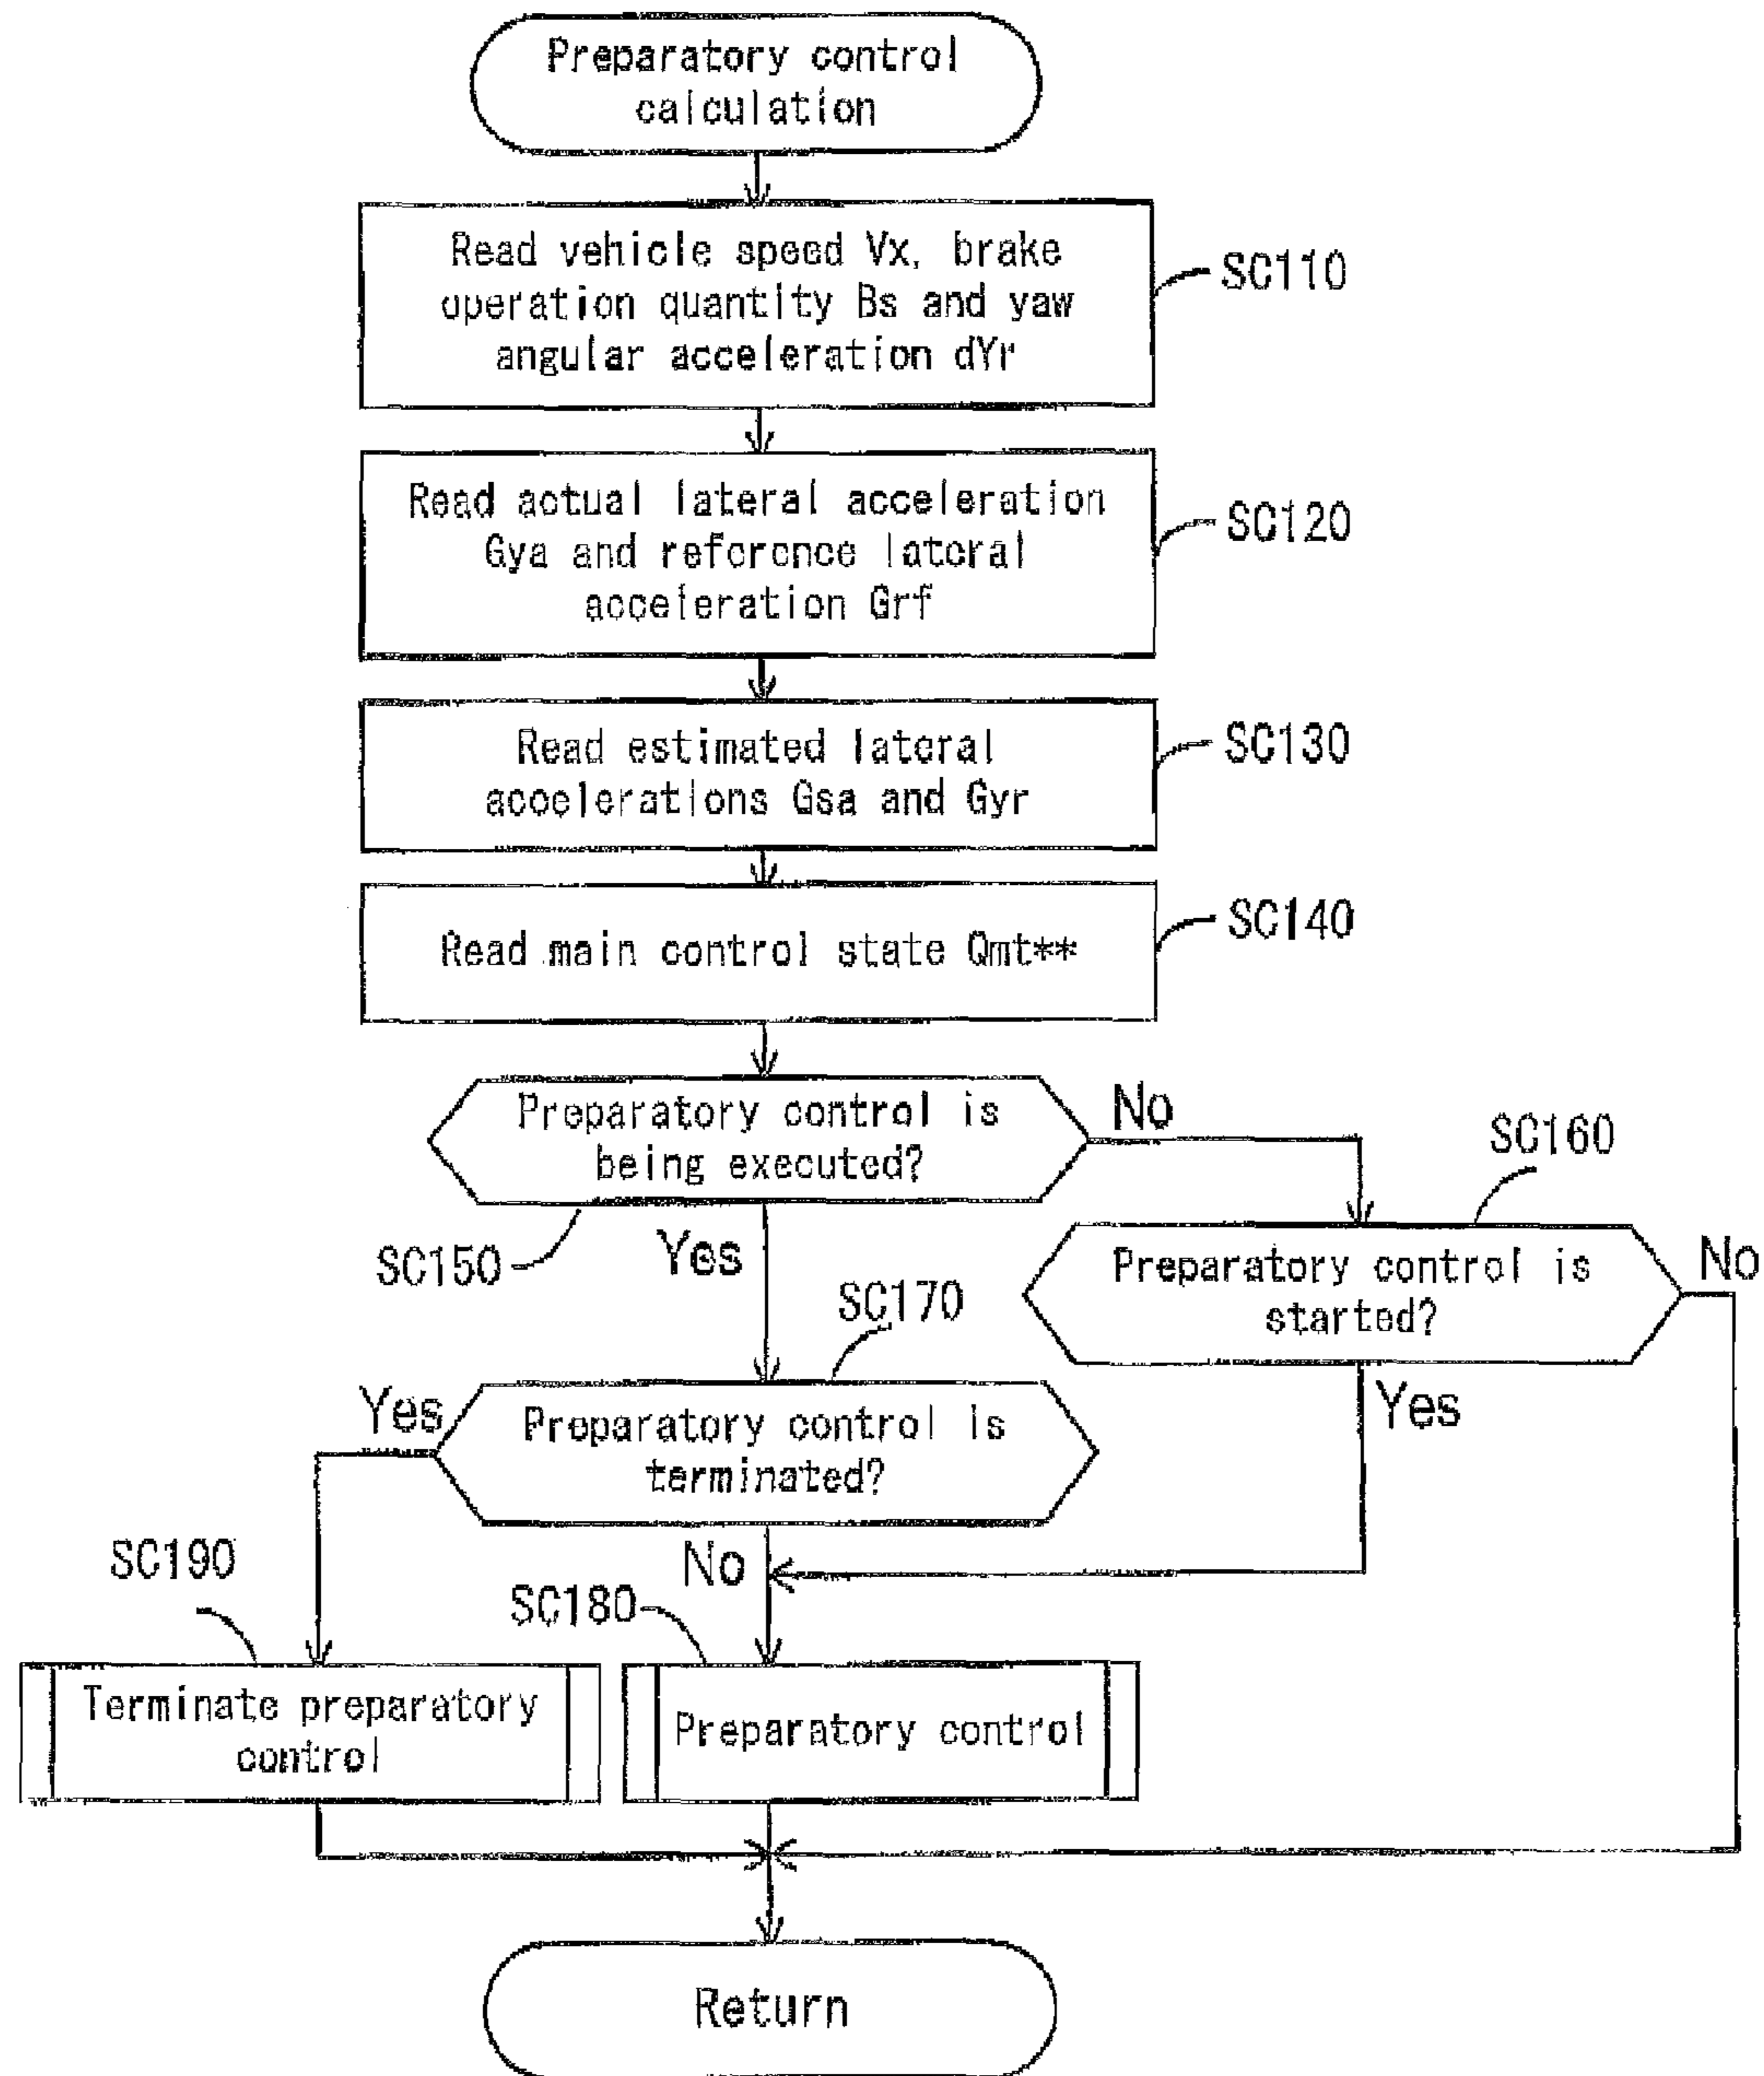 Preparatory control
calculation
Read vehicle speed Vx, brake
operation quantity Bs and yaw
angular acceleration dYr
SC110
Read actual lateral acceleration
Gya and reference lateral
acceleration Grf
SC120
Read estimated lateral
accelerations Gsa and Gyr
SC130
Read main control state Qmt**
SC140
Preparatory control is
being executed?
No
SC160
SC150
Yes
Preparatory control is
started?
No
SC170
Yes
Preparatory control is
terminated?
Yes
SC190
No
SC180
Terminate preparatory
control
Preparatory control
Return